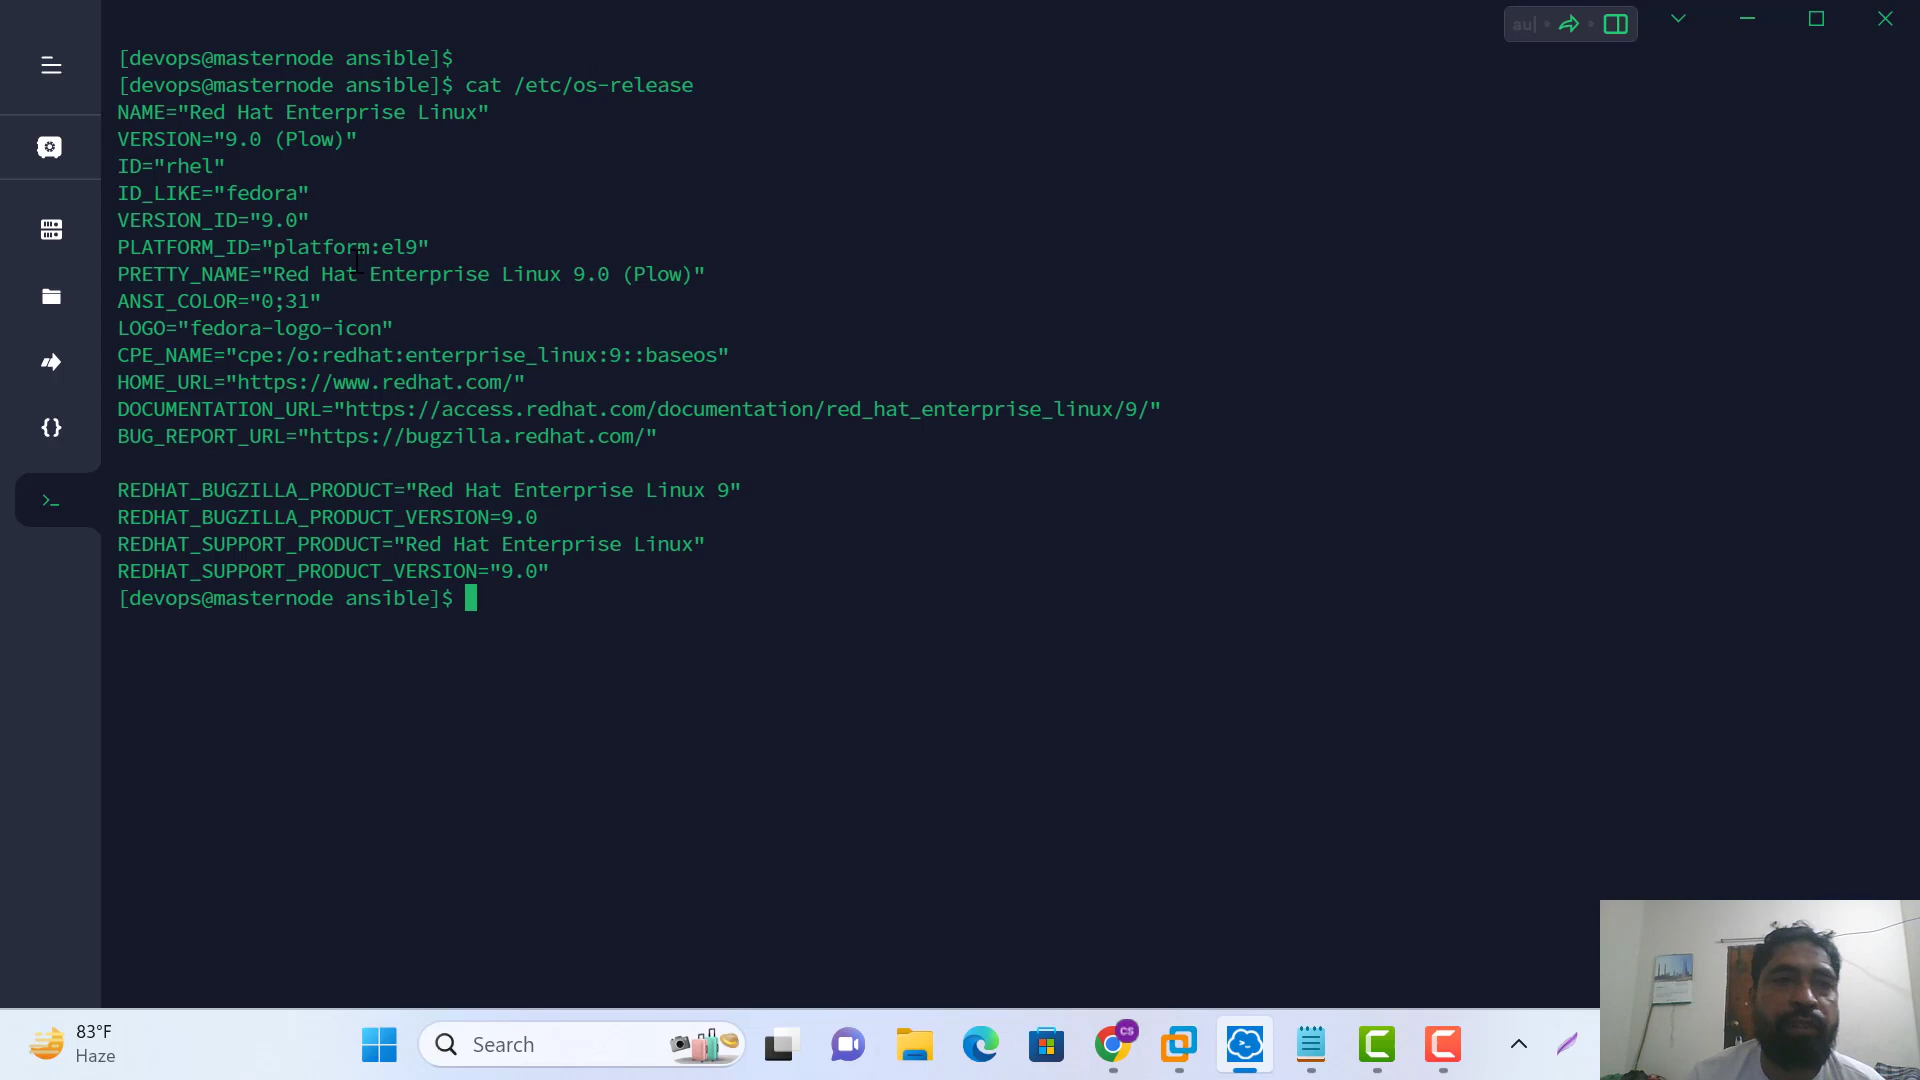 au|
[devops@masternode ansible]$
[devops@masternode ansible]$ cat /etc/os-release
NAME="Red Hat Enterprise Linux"
VERSION="9.0 (Plow)"
ID="rhel"
ID_LIKE="fedora"
VERSION_ID="9.0"
PLATFORM_ID="platform:el9"
PRETTY_NAME="Red Hat Enterprise Linux 9.0 (Plow)"
ANSI_COLOR="0;31"
LOGO="fedora-logo-icon"
CPE_NAME="cpe:/o:redhat:enterprise_linux:9::baseos"
HOME_URL="https://www.redhat.com/"
DOCUMENTATION_URL="https://access.redhat.com/documentation/red_hat_enterprise_linux/9/"
BUG_REPORT_URL="https://bugzilla.redhat.com/"
REDHAT_BUGZILLA_PRODUCT="Red Hat Enterprise Linux 9"
REDHAT_BUGZILLA_PRODUCT_VERSION=9.0
REDHAT_SUPPORT_PRODUCT="Red Hat Enterprise Linux"
REDHAT_SUPPORT_PRODUCT_VERSION="9.0"
[devops@masternode ansible]$
83°F
Haze
Search
CS